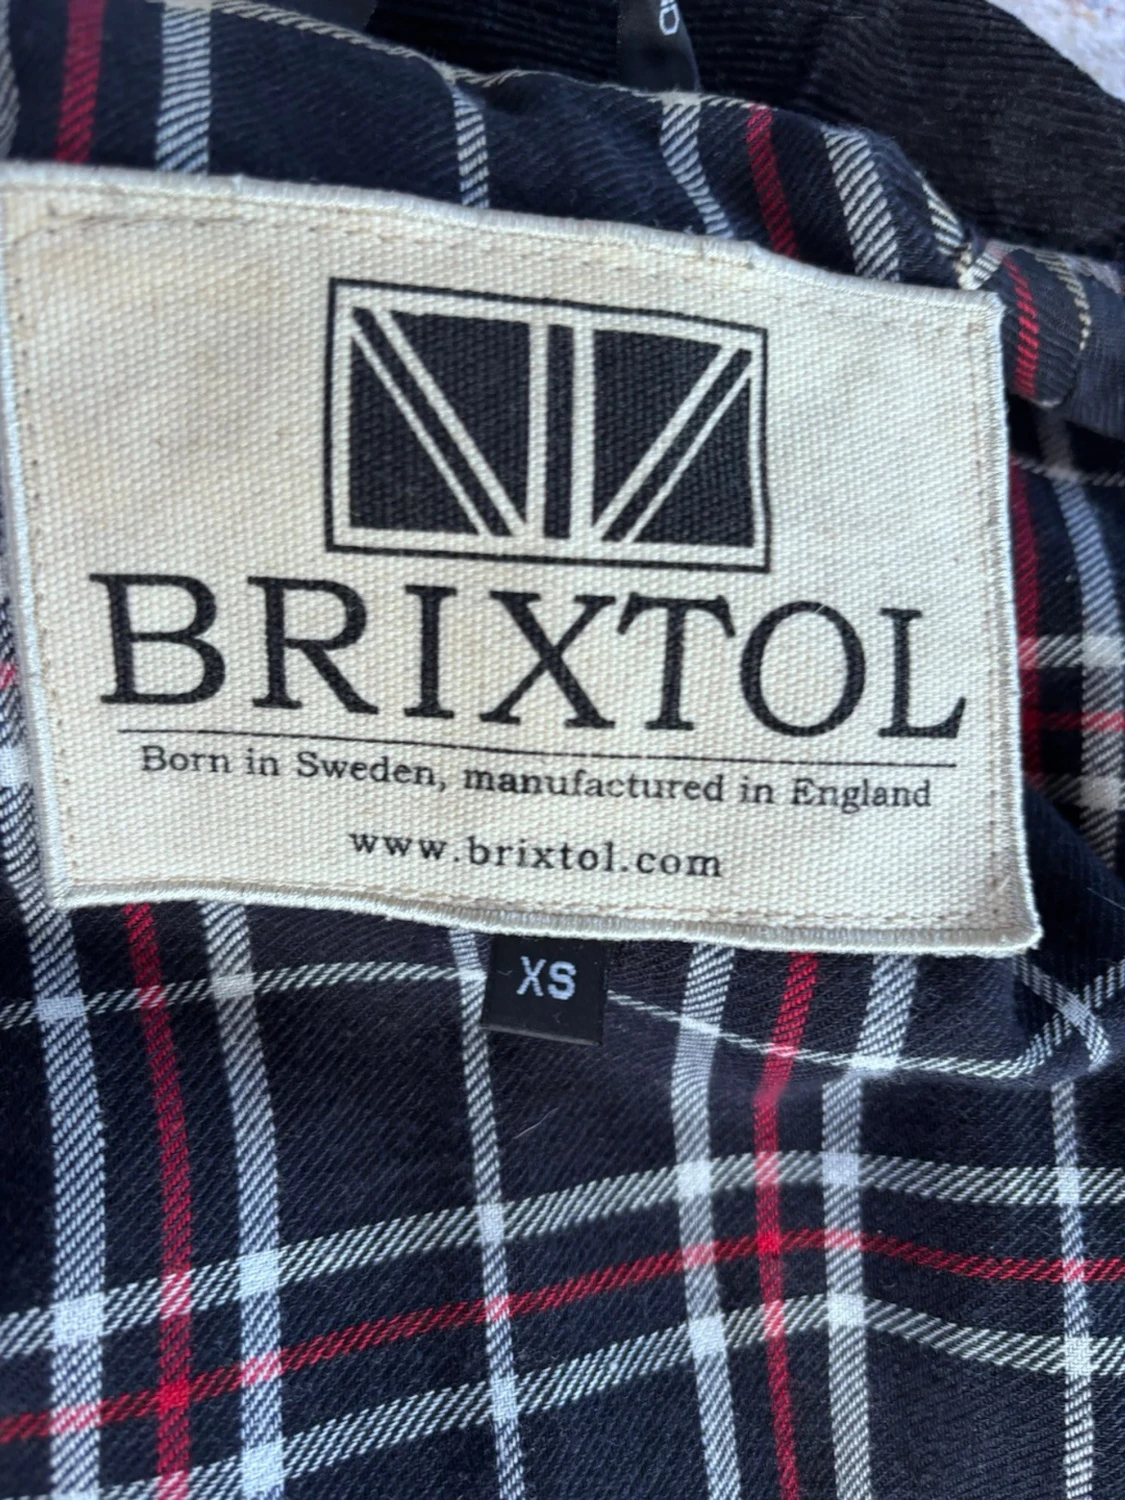 BRIXTOL
Born in Sweden, manufactured in England
www.brixtol.com
XS